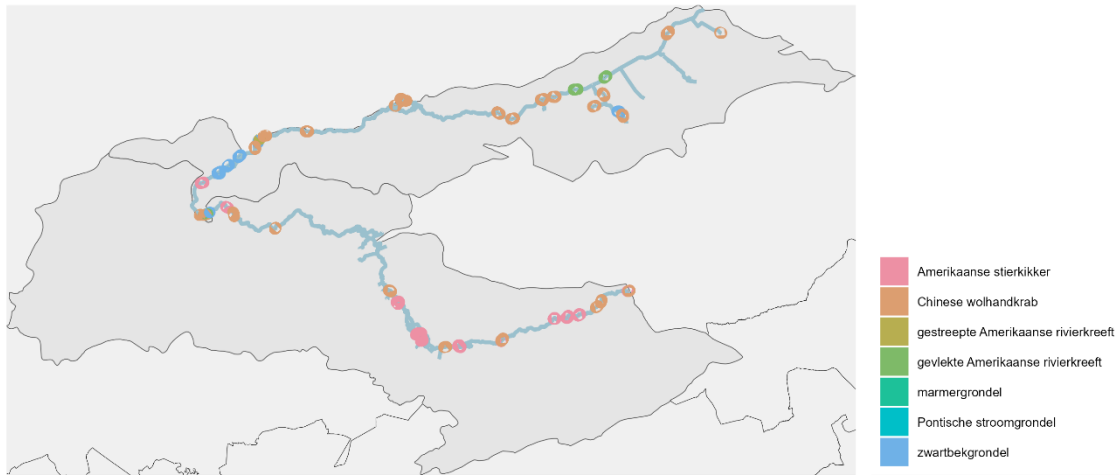 Amerikaanse stierkikker
Chinese wolhandkrab
gestreepte Amerikaanse rivierkreeft
gevlekte Amerikaanse rivierkreeft
marmergrondel
Pontische stroomgrondel
zwartbekgrondel